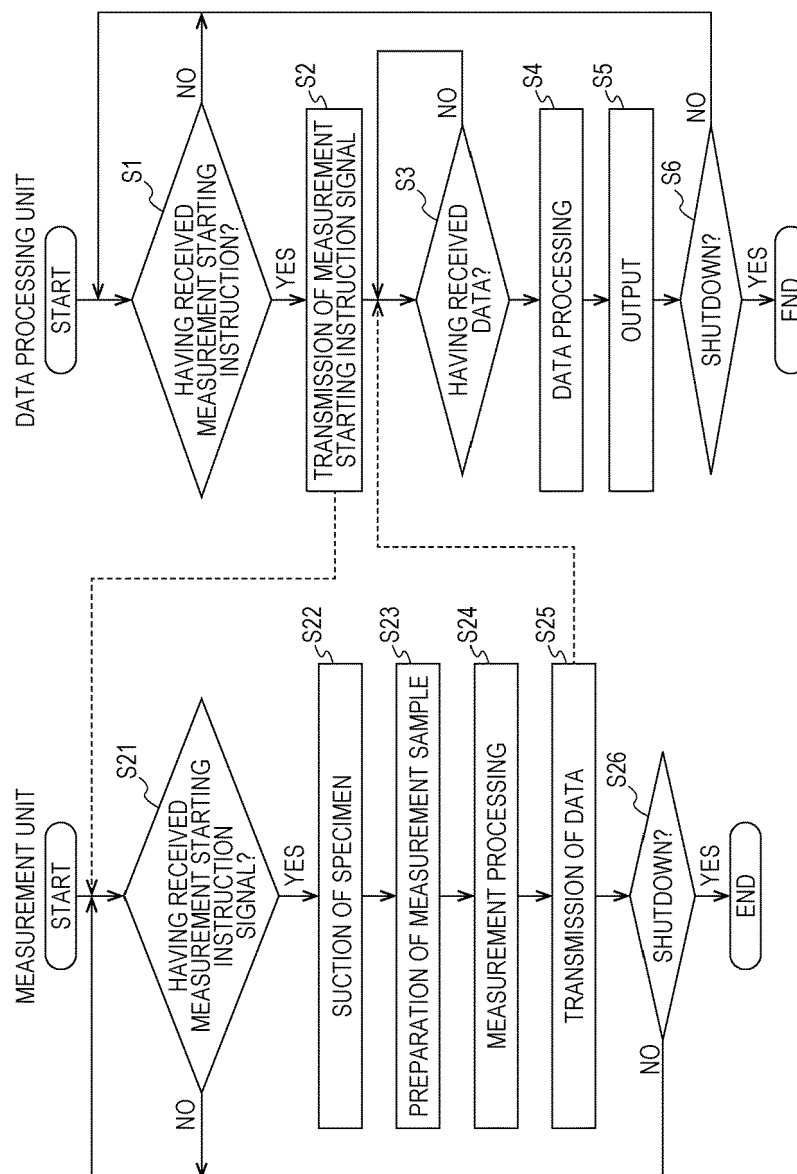 MEASUREMENT UNIT
START
S21
HAVING RECEIVED
MEASUREMENT STARTING
INSTRUCTION
SIGNAL?
NO
YES
S22
SUCTION OF SPECIMEN
S23
PREPARATION OF MEASUREMENT SAMPLE
S24
MEASUREMENT PROCESSING
S25
TRANSMISSION OF DATA
S26
SHUTDOWN?
NO
YES
END
DATA PROCESSING UNIT
START
S1
HAVING RECEIVED
MEASUREMENT STARTING
INSTRUCTION?
NO
YES
S2
TRANSMISSION OF MEASUREMENT
STARTING INSTRUCTION SIGNAL
S3
HAVING RECEIVED
DATA?
NO
S4
DATA PROCESSING
S5
OUTPUT
S6
SHUTDOWN?
NO
YES
END